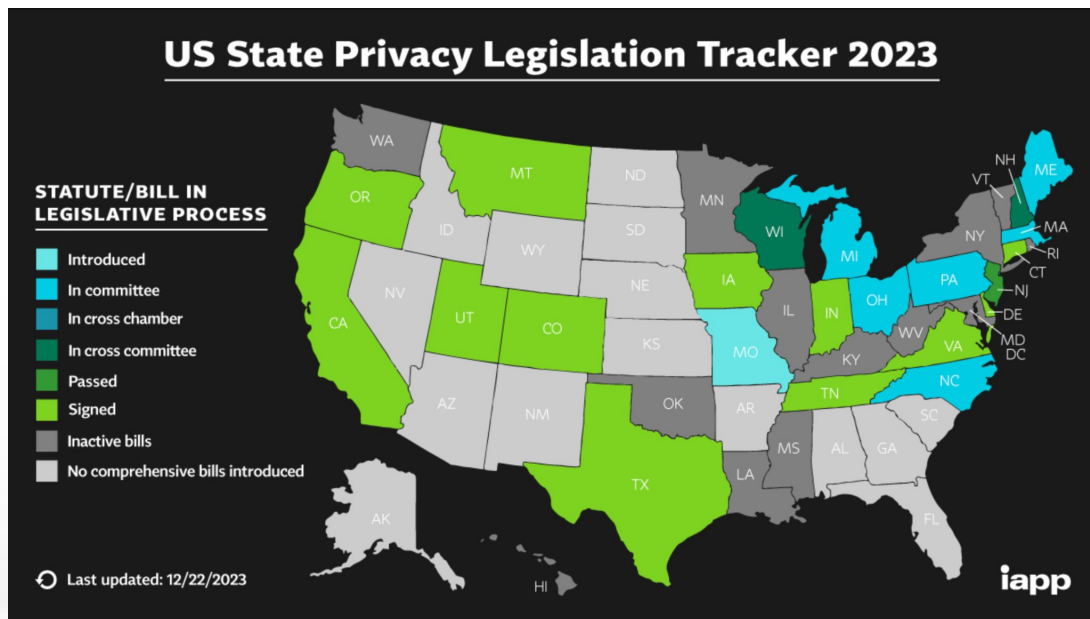 US State Privacy Legislation Tracker 2023
STATUTE/BILL IN
LEGISLATIVE PROCESS
Introduced
In committee
In cross chamber
In cross committee
Passed
Signed
Inactive bills
No comprehensive bills introduced
WA
OR
CA
NV
ID
MT
WY
UT
CO
AZ
NM
ND
SD
NE
KS
OK
TX
MN
IA
MO
AR
LA
WI
IL
MS
MI
IN
KY
TN
AL
OH
WV
VA
NC
SC
GA
FL
PA
NY
VT
NH
ME
MA
RI
CT
NJ
DE
MD
DC
AK
HI
Last updated: 12/22/2023
iapp